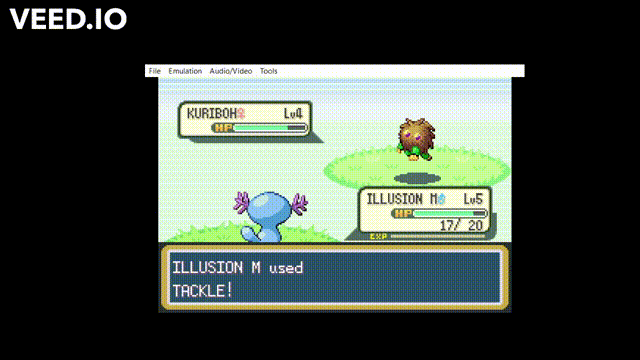 VEED.IO
File Emulation Audio/Video Tools
KURIBOH♀ Lv4
HP
ILLUSION M♂ Lv5
HP
17/ 20
EXP
ILLUSION M used
TACKLE!